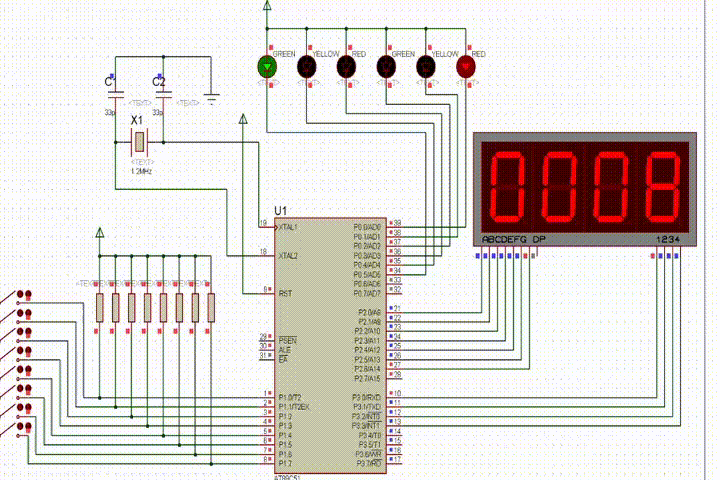 GREEN YELLOW RED GREEN YELLOW RED
C1 C2
<TEXT> <TEXT>
33p 33p
X1
<TEXT>
1.2MHz
0008
ABCDEFG DP 1234
U1
19 XTAL1 P0.0/AD0 39
P0.1/AD1 38
P0.2/AD2 37
18 XTAL2 P0.3/AD3 36
P0.4/AD4 35
P0.5/AD5 34
P0.6/AD6 33
9 RST P0.7/AD7 32
P2.0/A8 21
P2.1/A9 22
P2.2/A10 23
29 PSEN P2.3/A11 24
30 ALE P2.4/A12 25
31 EA P2.5/A13 26
P2.6/A14 27
P2.7/A15 28
1 P1.0/T2 P3.0/RXD 10
2 P1.1/T2EX P3.1/TXD 11
3 P1.2 P3.2/INT0 12
4 P1.3 P3.3/INT1 13
5 P1.4 P3.4/T0 14
6 P1.5 P3.5/T1 15
7 P1.6 P3.6/WR 16
8 P1.7 P3.7/RD 17
AT89C51